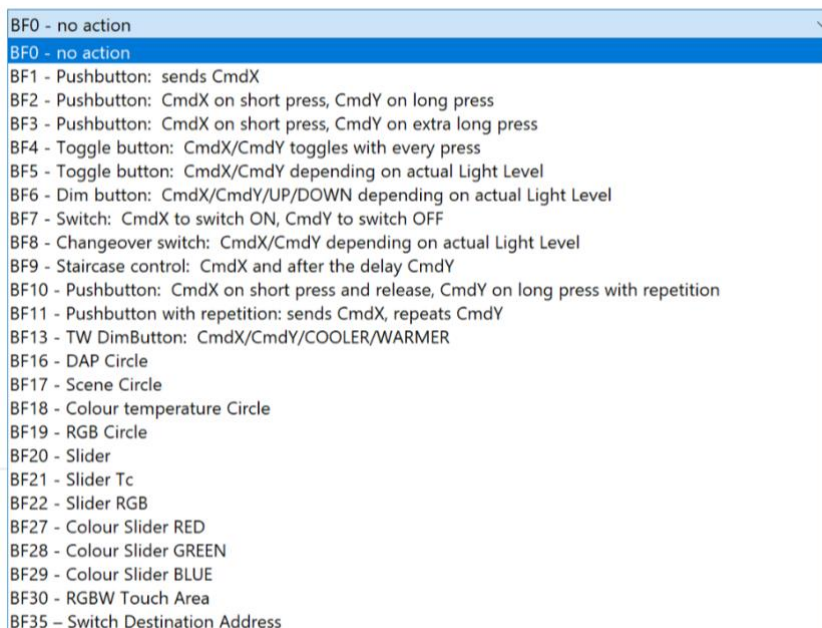 BF0 - no action
BF0 - no action
BF1 - Pushbutton:  sends CmdX
BF2 - Pushbutton:  CmdX on short press, CmdY on long press
BF3 - Pushbutton:  CmdX on short press, CmdY on extra long press
BF4 - Toggle button:  CmdX/CmdY toggles with every press
BF5 - Toggle button:  CmdX/CmdY depending on actual Light Level
BF6 - Dim button:  CmdX/CmdY/UP/DOWN depending on actual Light Level
BF7 - Switch:  CmdX to switch ON, CmdY to switch OFF
BF8 - Changeover switch:  CmdX/CmdY depending on actual Light Level
BF9 - Staircase control:  CmdX and after the delay CmdY
BF10 - Pushbutton:  CmdX on short press and release, CmdY on long press with repetition
BF11 - Pushbutton with repetition: sends CmdX, repeats CmdY
BF13 - TW DimButton:  CmdX/CmdY/COOLER/WARMER
BF16 - DAP Circle
BF17 - Scene Circle
BF18 - Colour temperature Circle
BF19 - RGB Circle
BF20 - Slider
BF21 - Slider Tc
BF22 - Slider RGB
BF27 - Colour Slider RED
BF28 - Colour Slider GREEN
BF29 - Colour Slider BLUE
BF30 - RGBW Touch Area
BF35 – Switch Destination Address